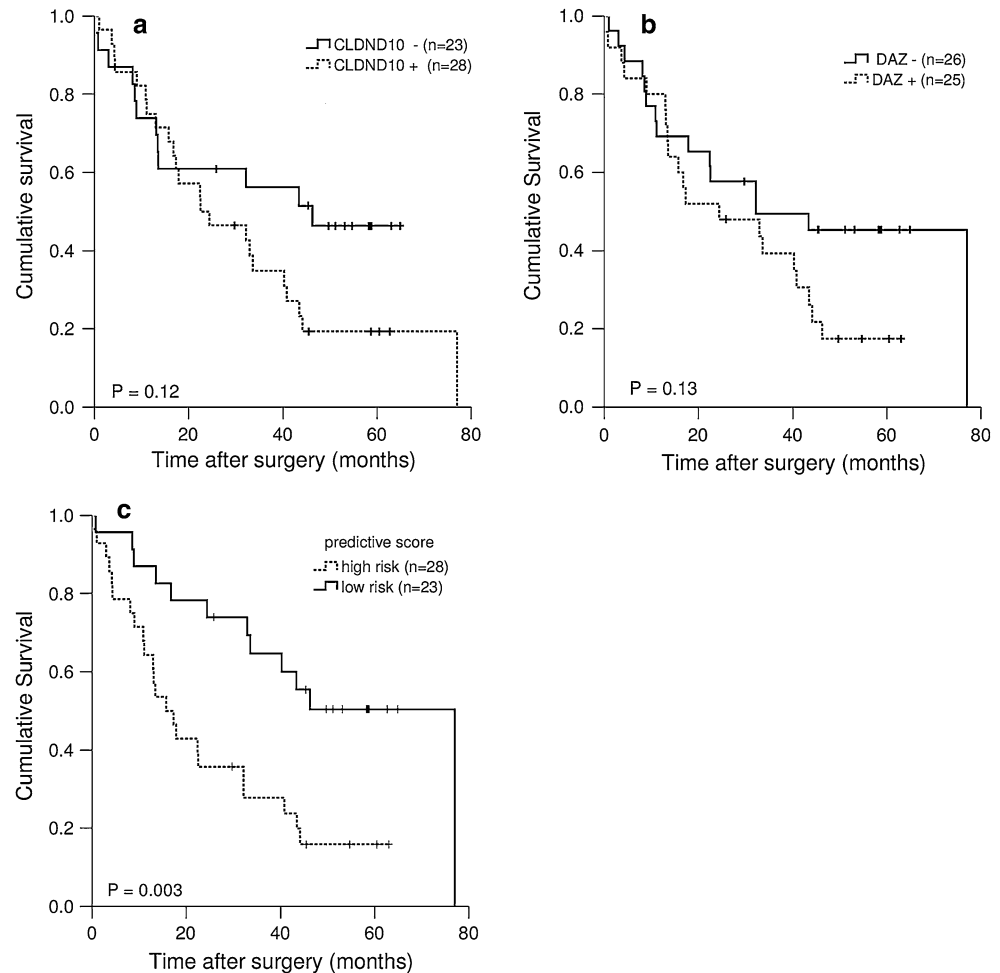 a
1.0
0.8
0.6
0.4
0.2
0.0
Cumulative survival
CLDND10 - (n=23)
CLDND10 + (n=28)
P = 0.12
0 20 40 60 80
Time after surgery (months)
b
1.0
0.8
0.6
0.4
0.2
0.0
Cumulative Survival
DAZ - (n=26)
DAZ + (n=25)
P = 0.13
0 20 40 60 80
Time after surgery (months)
c
1.0
0.8
0.6
0.4
0.2
0.0
Cumulative Survival
predictive score
high risk (n=28)
low risk (n=23)
P = 0.003
0 20 40 60 80
Time after surgery (months)